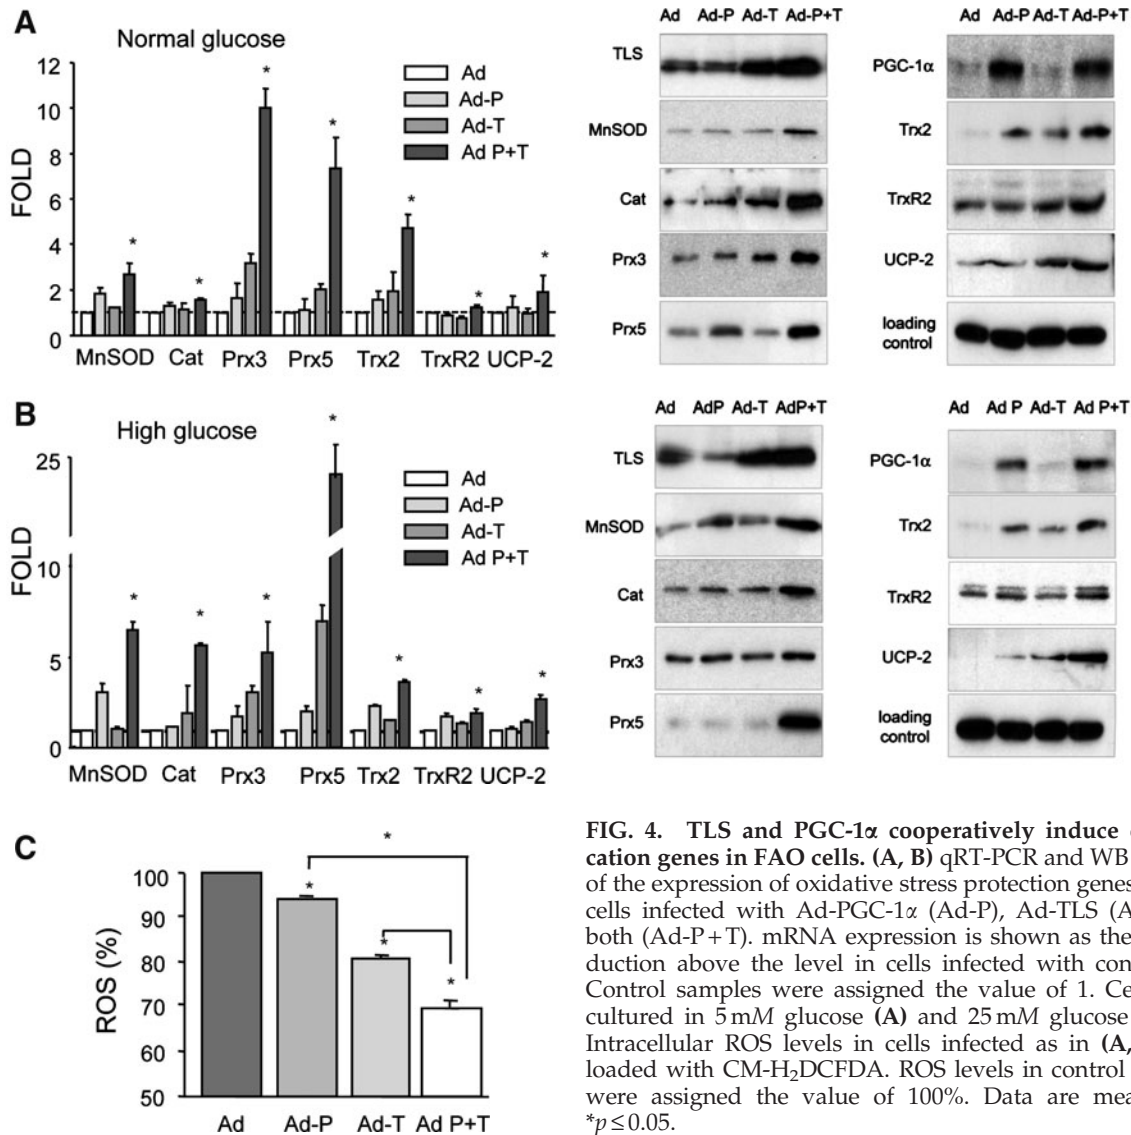 A
Normal glucose
FOLD
12
10
8
6
4
2
0
Ad
Ad-P
Ad-T
Ad P+T
*
*
*
*
*
*
*
MnSOD Cat Prx3 Prx5 Trx2 TrxR2 UCP-2
Ad Ad-P Ad-T Ad-P+T
TLS
MnSOD
Cat
Prx3
Prx5
Ad Ad-P Ad-T Ad-P+T
PGC-1α
Trx2
TrxR2
UCP-2
loading
control
B
High glucose
FOLD
25
10
5
0
Ad
Ad-P
Ad-T
Ad P+T
*
*
*
*
*
*
*
MnSOD Cat Prx3 Prx5 Trx2 TrxR2 UCP-2
Ad AdP Ad-T AdP+T
TLS
MnSOD
Cat
Prx3
Prx5
Ad Ad P Ad-T Ad P+T
PGC-1α
Trx2
TrxR2
UCP-2
loading
control
C
ROS (%)
100
90
80
70
60
50
*
*
*
*
Ad Ad-P Ad-T Ad P+T
FIG. 4. TLS and PGC-1α cooperatively induce
cation genes in FAO cells. (A, B) qRT-PCR and WB
of the expression of oxidative stress protection genes
cells infected with Ad-PGC-1α (Ad-P), Ad-TLS (A
both (Ad-P+T). mRNA expression is shown as the
duction above the level in cells infected with con
Control samples were assigned the value of 1. Ce
cultured in 5 mM glucose (A) and 25 mM glucose
Intracellular ROS levels in cells infected as in (A,
loaded with CM-H₂DCFDA. ROS levels in control
were assigned the value of 100%. Data are mea
*p ≤ 0.05.